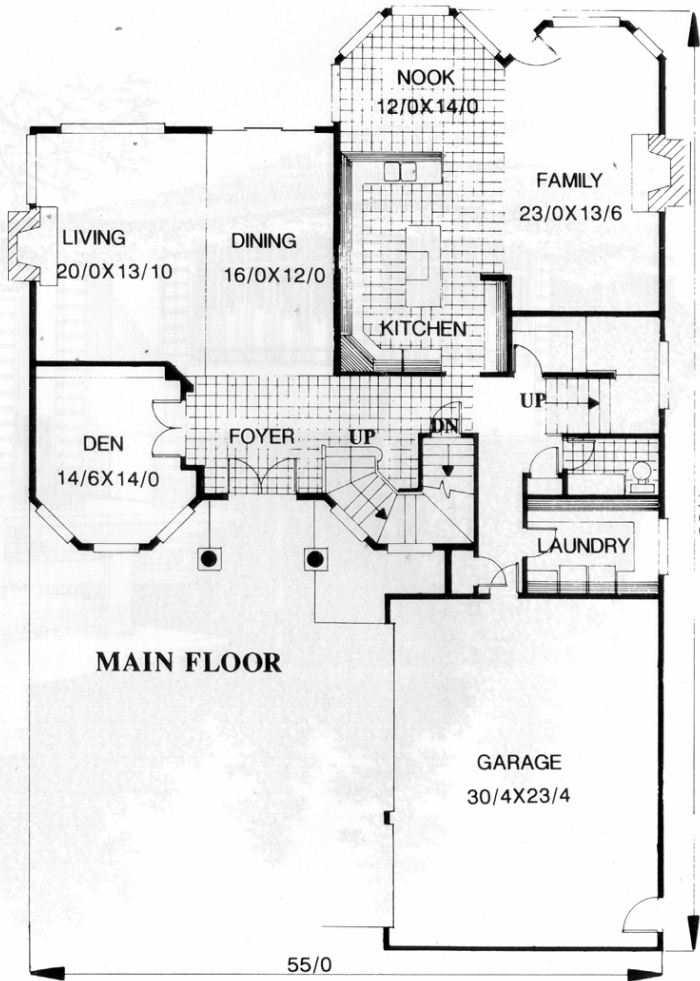 NOOK
12/0X14/0
FAMILY
23/0X13/6
LIVING
20/0X13/10
DINING
16/0X12/0
KITCHEN
UP
DN
UP
FOYER
DEN
14/6X14/0
LAUNDRY
MAIN FLOOR
GARAGE
30/4X23/4
55/0